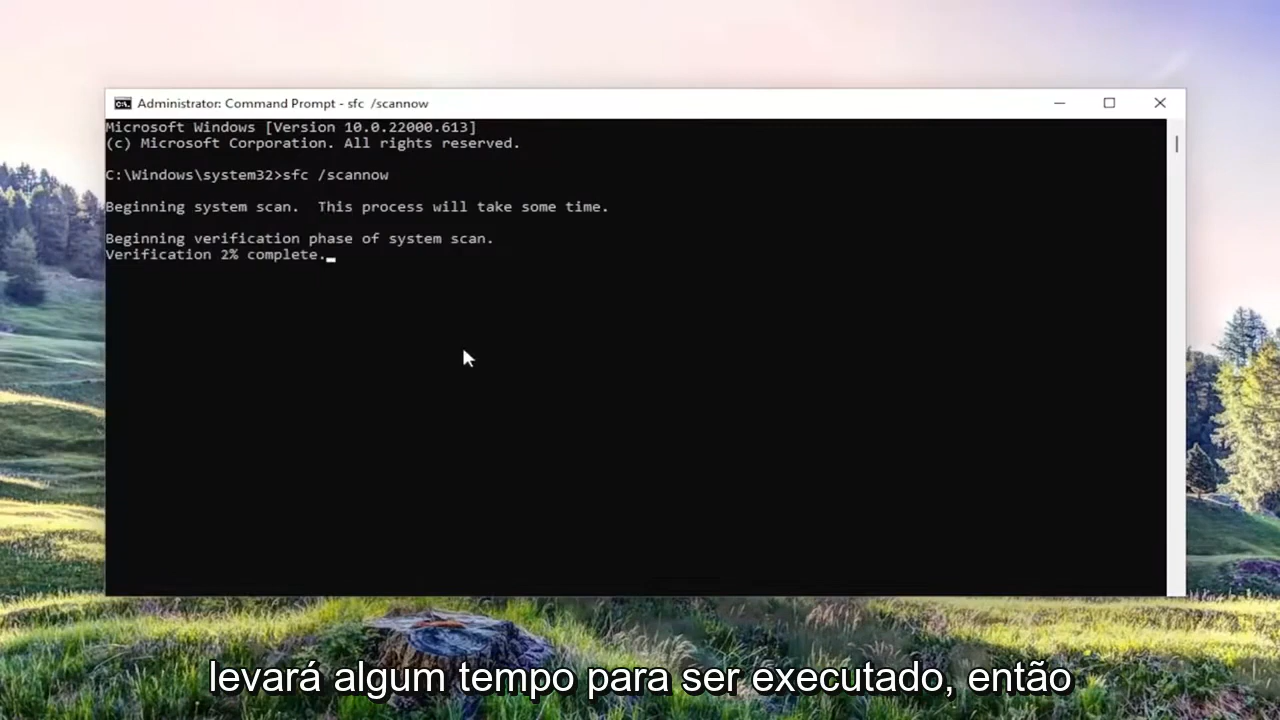 Administrator: Command Prompt - sfc /scannow
Microsoft Windows [Version 10.0.22000.613]
(c) Microsoft Corporation. All rights reserved.
C:\Windows\system32>sfc /scannow
Beginning system scan.  This process will take some time.
Beginning verification phase of system scan.
Verification 2% complete.
levará algum tempo para ser executado, então